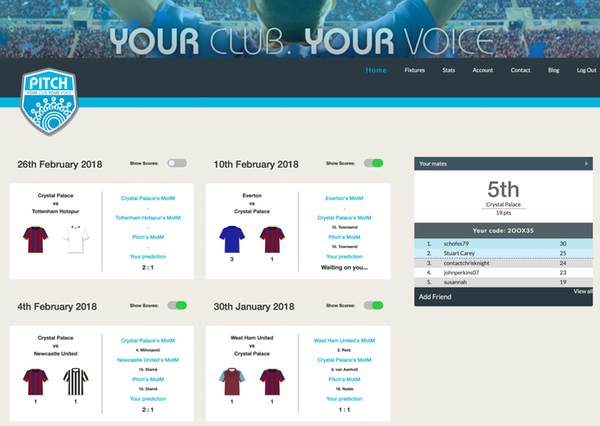 YOUR CLUB. YOUR VOICE
PITCH
YOUR CLUB YOUR VOICE
Home Fixtures Stats Account Contact Blog Log Out
26th February 2018 Show Scores:
Crystal Palace
vs
Tottenham Hotspur
Crystal Palace's MotM
-
Tottenham Hotspur's MotM
-
Pitch's MotM
-
Your prediction
2 : 1
10th February 2018 Show Scores:
Everton
vs
Crystal Palace
3 1
Everton's MotM
-
Crystal Palace's MotM
10. Townsend
Pitch's MotM
10. Townsend
Your prediction
Waiting on you...
4th February 2018 Show Scores:
Crystal Palace
vs
Newcastle United
1 1
Crystal Palace's MotM
4. Milivojević
Newcastle United's MotM
15. Diamé
Pitch's MotM
15. Diamé
Your prediction
2 : 1
30th January 2018 Show Scores:
West Ham United
vs
Crystal Palace
1 1
West Ham United's MotM
2. Reid
Crystal Palace's MotM
3. van Aanholt
Pitch's MotM
16. Noble
Your prediction
1 : 1
Your mates ›
5th
Crystal Palace
19 pts
Your code: 2OOX35
1. schofes79 30
2. Stuart Carey 25
3. contactchrisknight 24
4. johnperkins07 23
5. susannah 19
View all
Add Friend